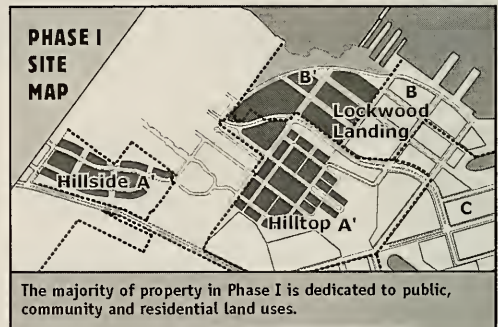 PHASE I
SITE
MAP
B'
B
Lockwood
Landing
Hillside A
Hilltop A'
C
The majority of property in Phase I is dedicated to public,
community and residential land uses.